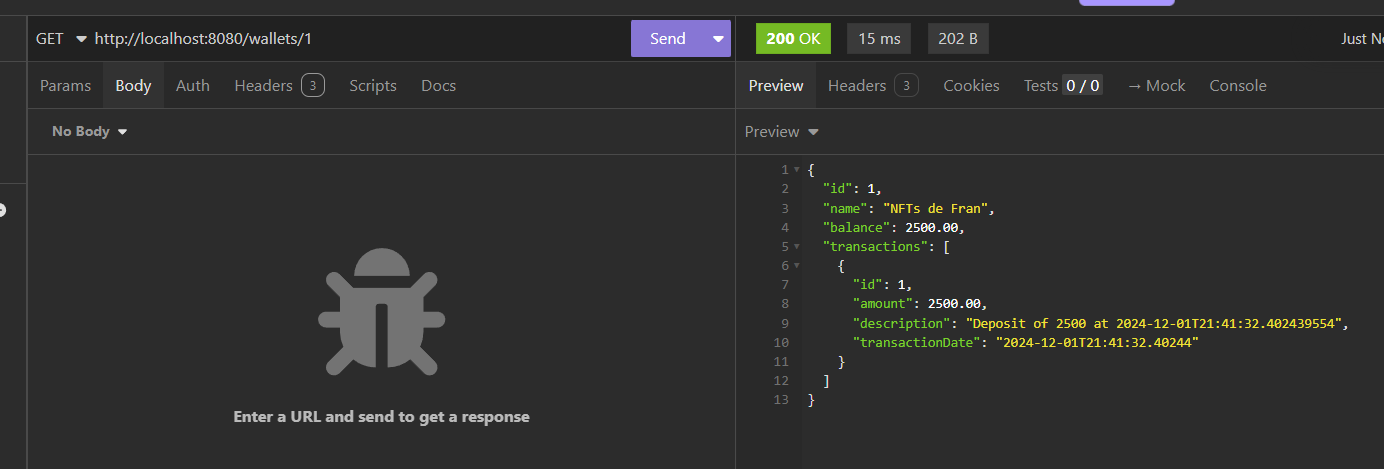 GET http://localhost:8080/wallets/1 Send 200 OK 15 ms 202 B Just
Params Body Auth Headers 3 Scripts Docs Preview Headers 3 Cookies Tests 0 / 0 → Mock Console
No Body Preview
1 {
2 "id": 1,
3 "name": "NFTs de Fran",
4 "balance": 2500.00,
5 "transactions": [
6 {
7 "id": 1,
8 "amount": 2500.00,
9 "description": "Deposit of 2500 at 2024-12-01T21:41:32.402439554",
10 "transactionDate": "2024-12-01T21:41:32.40244"
11 }
12 ]
13 }
Enter a URL and send to get a response